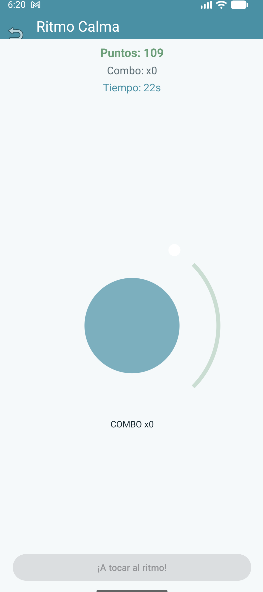 6:20
Ritmo Calma
Puntos: 109
Combo: x0
Tiempo: 22s
COMBO x0
¡A tocar al ritmo!